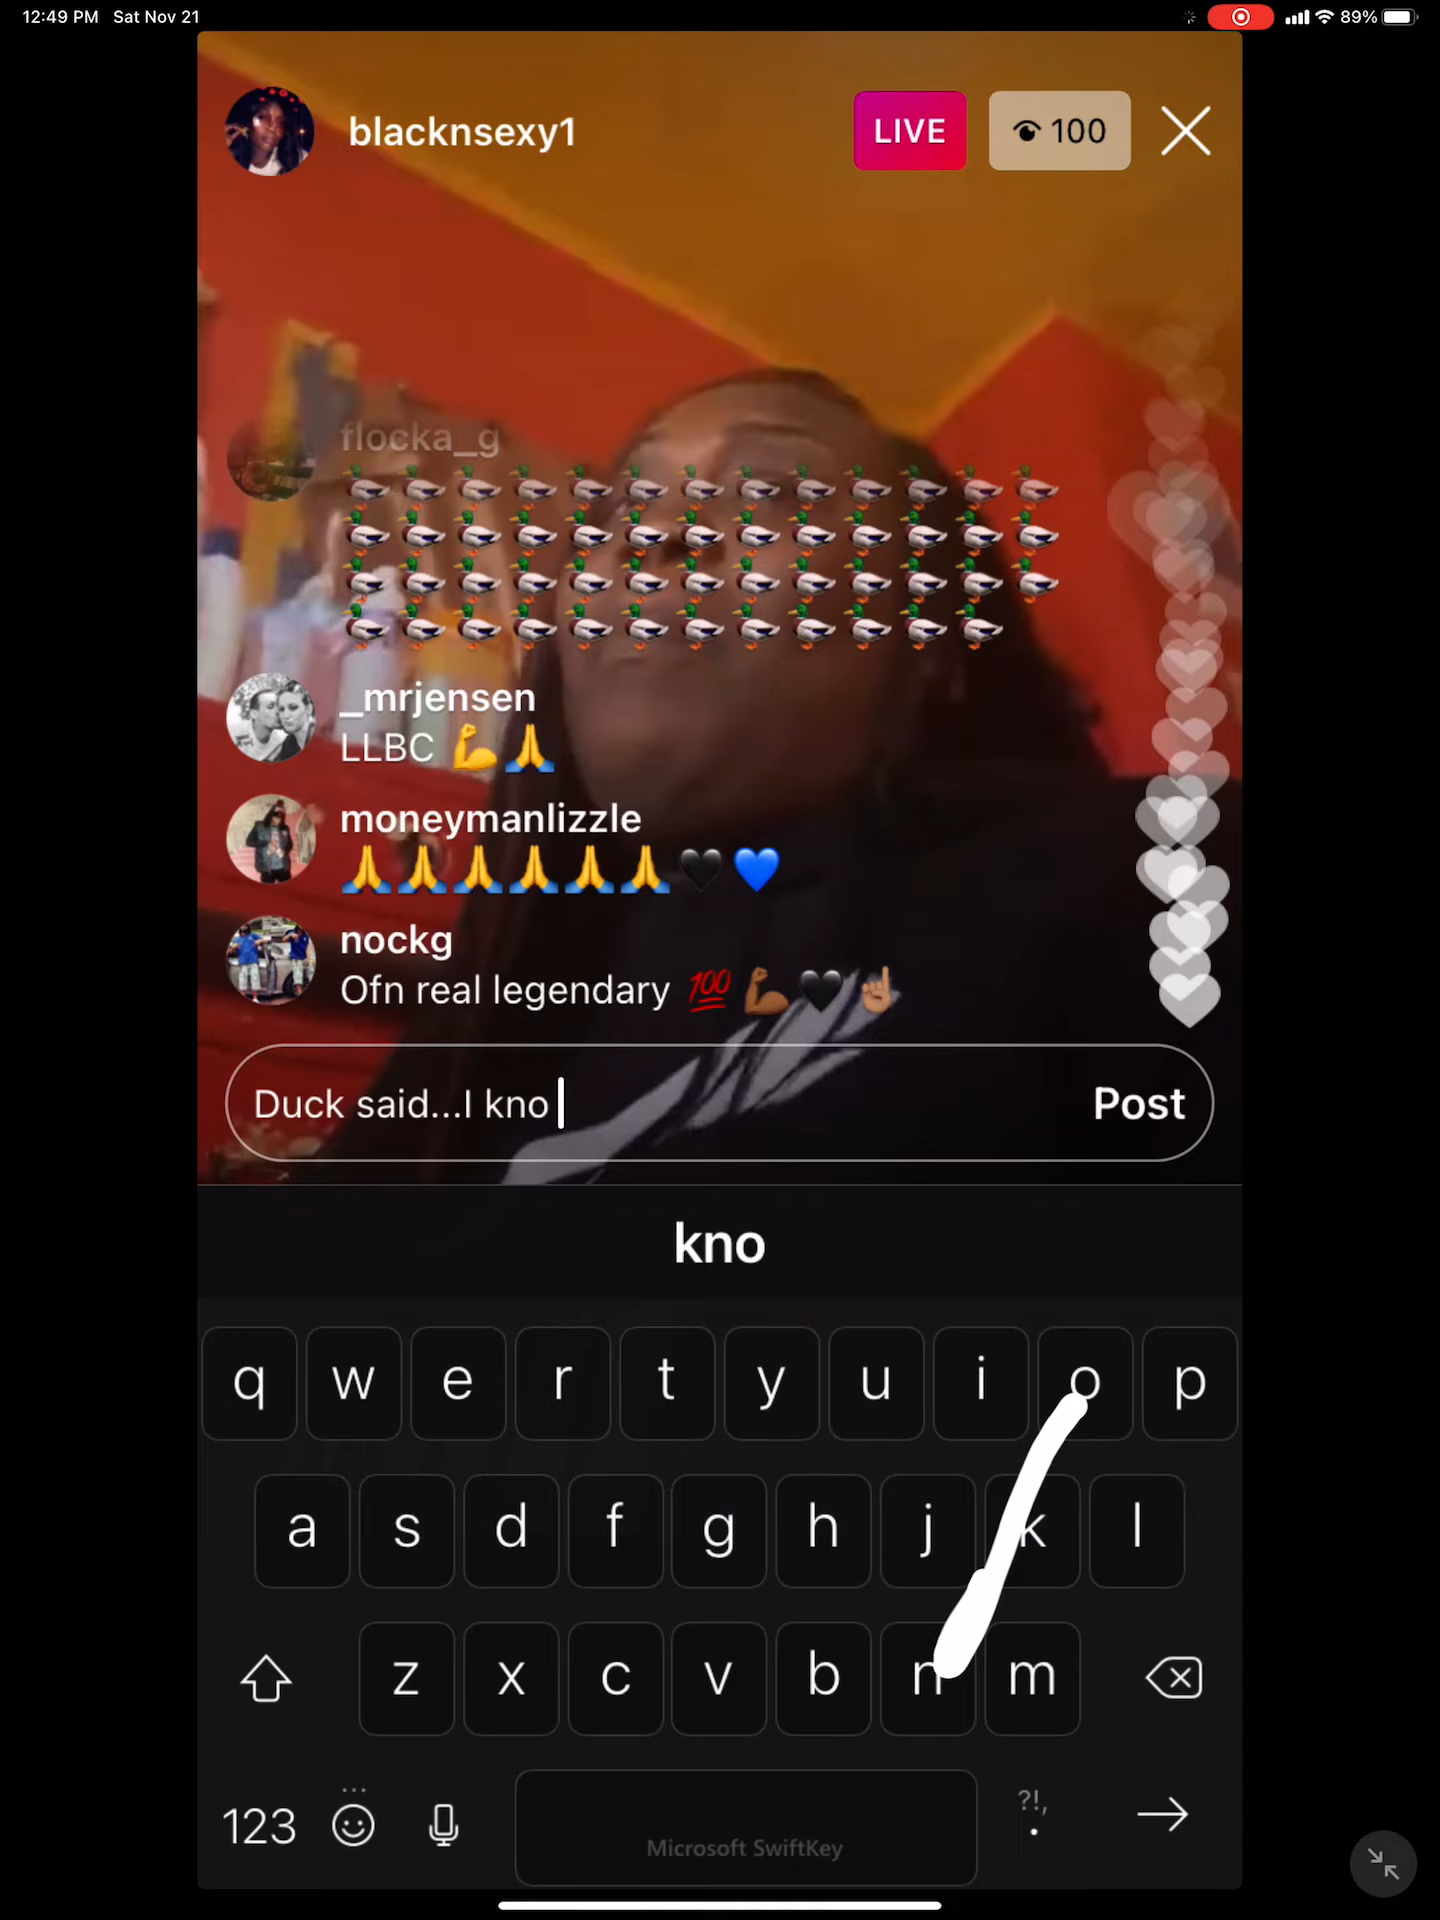 12:49 PM Sat Nov 21
89%
blacknsexy1
LIVE
100
flocka_g
_mrjensen
LLBC 💪🙏
moneymanlizzle
🙏🙏🙏🙏🙏🙏🖤💙
nockg
Ofn real legendary 💯💪🏾🖤☝🏽
Duck said...I kno
Post
kno
q w e r t y u i o p
a s d f g h j k l
z x c v b n m
123
?!,
.
Microsoft SwiftKey